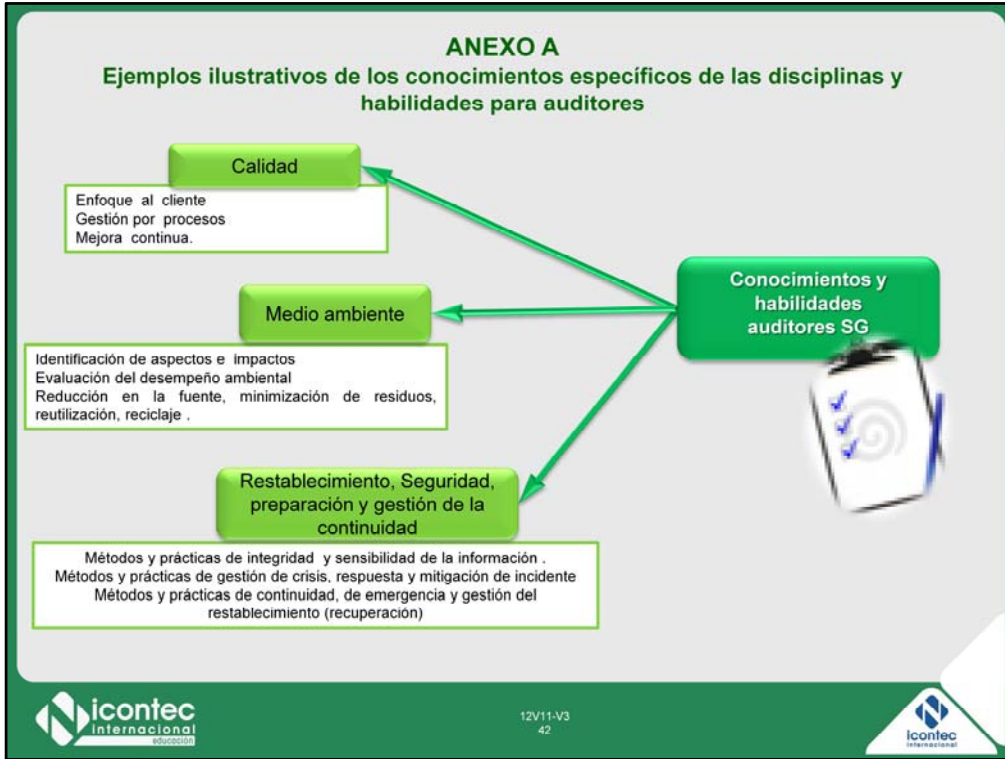 ANEXO A
Ejemplos ilustrativos de los conocimientos específicos de las disciplinas y
habilidades para auditores
Calidad
Enfoque al cliente
Gestión por procesos
Mejora continua.
Conocimientos y
habilidades
auditores SG
Medio ambiente
Identificación de aspectos e impactos
Evaluación del desempeño ambiental
Reducción en la fuente, minimización de residuos,
reutilización, reciclaje .
Restablecimiento, Seguridad,
preparación y gestión de la
continuidad
Métodos y prácticas de integridad y sensibilidad de la información .
Métodos y prácticas de gestión de crisis, respuesta y mitigación de incidente
Métodos y prácticas de continuidad, de emergencia y gestión del
restablecimiento (recuperación)
icontec
internacional
educación
12V11-V3
42
icontec
internacional